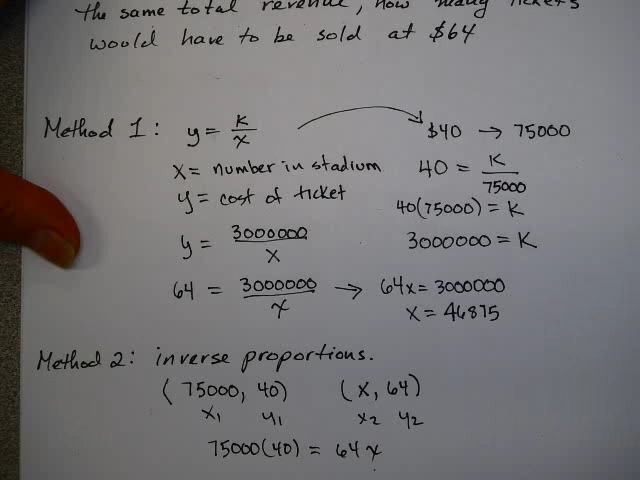 the same total revenue, how many tickets
would have to be sold at $64
Method 1: y = K/x $40 → 75000
x = number in stadium 40 = K/75000
y = cost of ticket 40(75000) = K
y = 3000000/x 3000000 = K
64 = 3000000/x → 64x = 3000000
x = 46875
Method 2: inverse proportions.
(75000, 40) (x, 64)
x₁ y₁ x₂ y₂
75000(40) = 64x